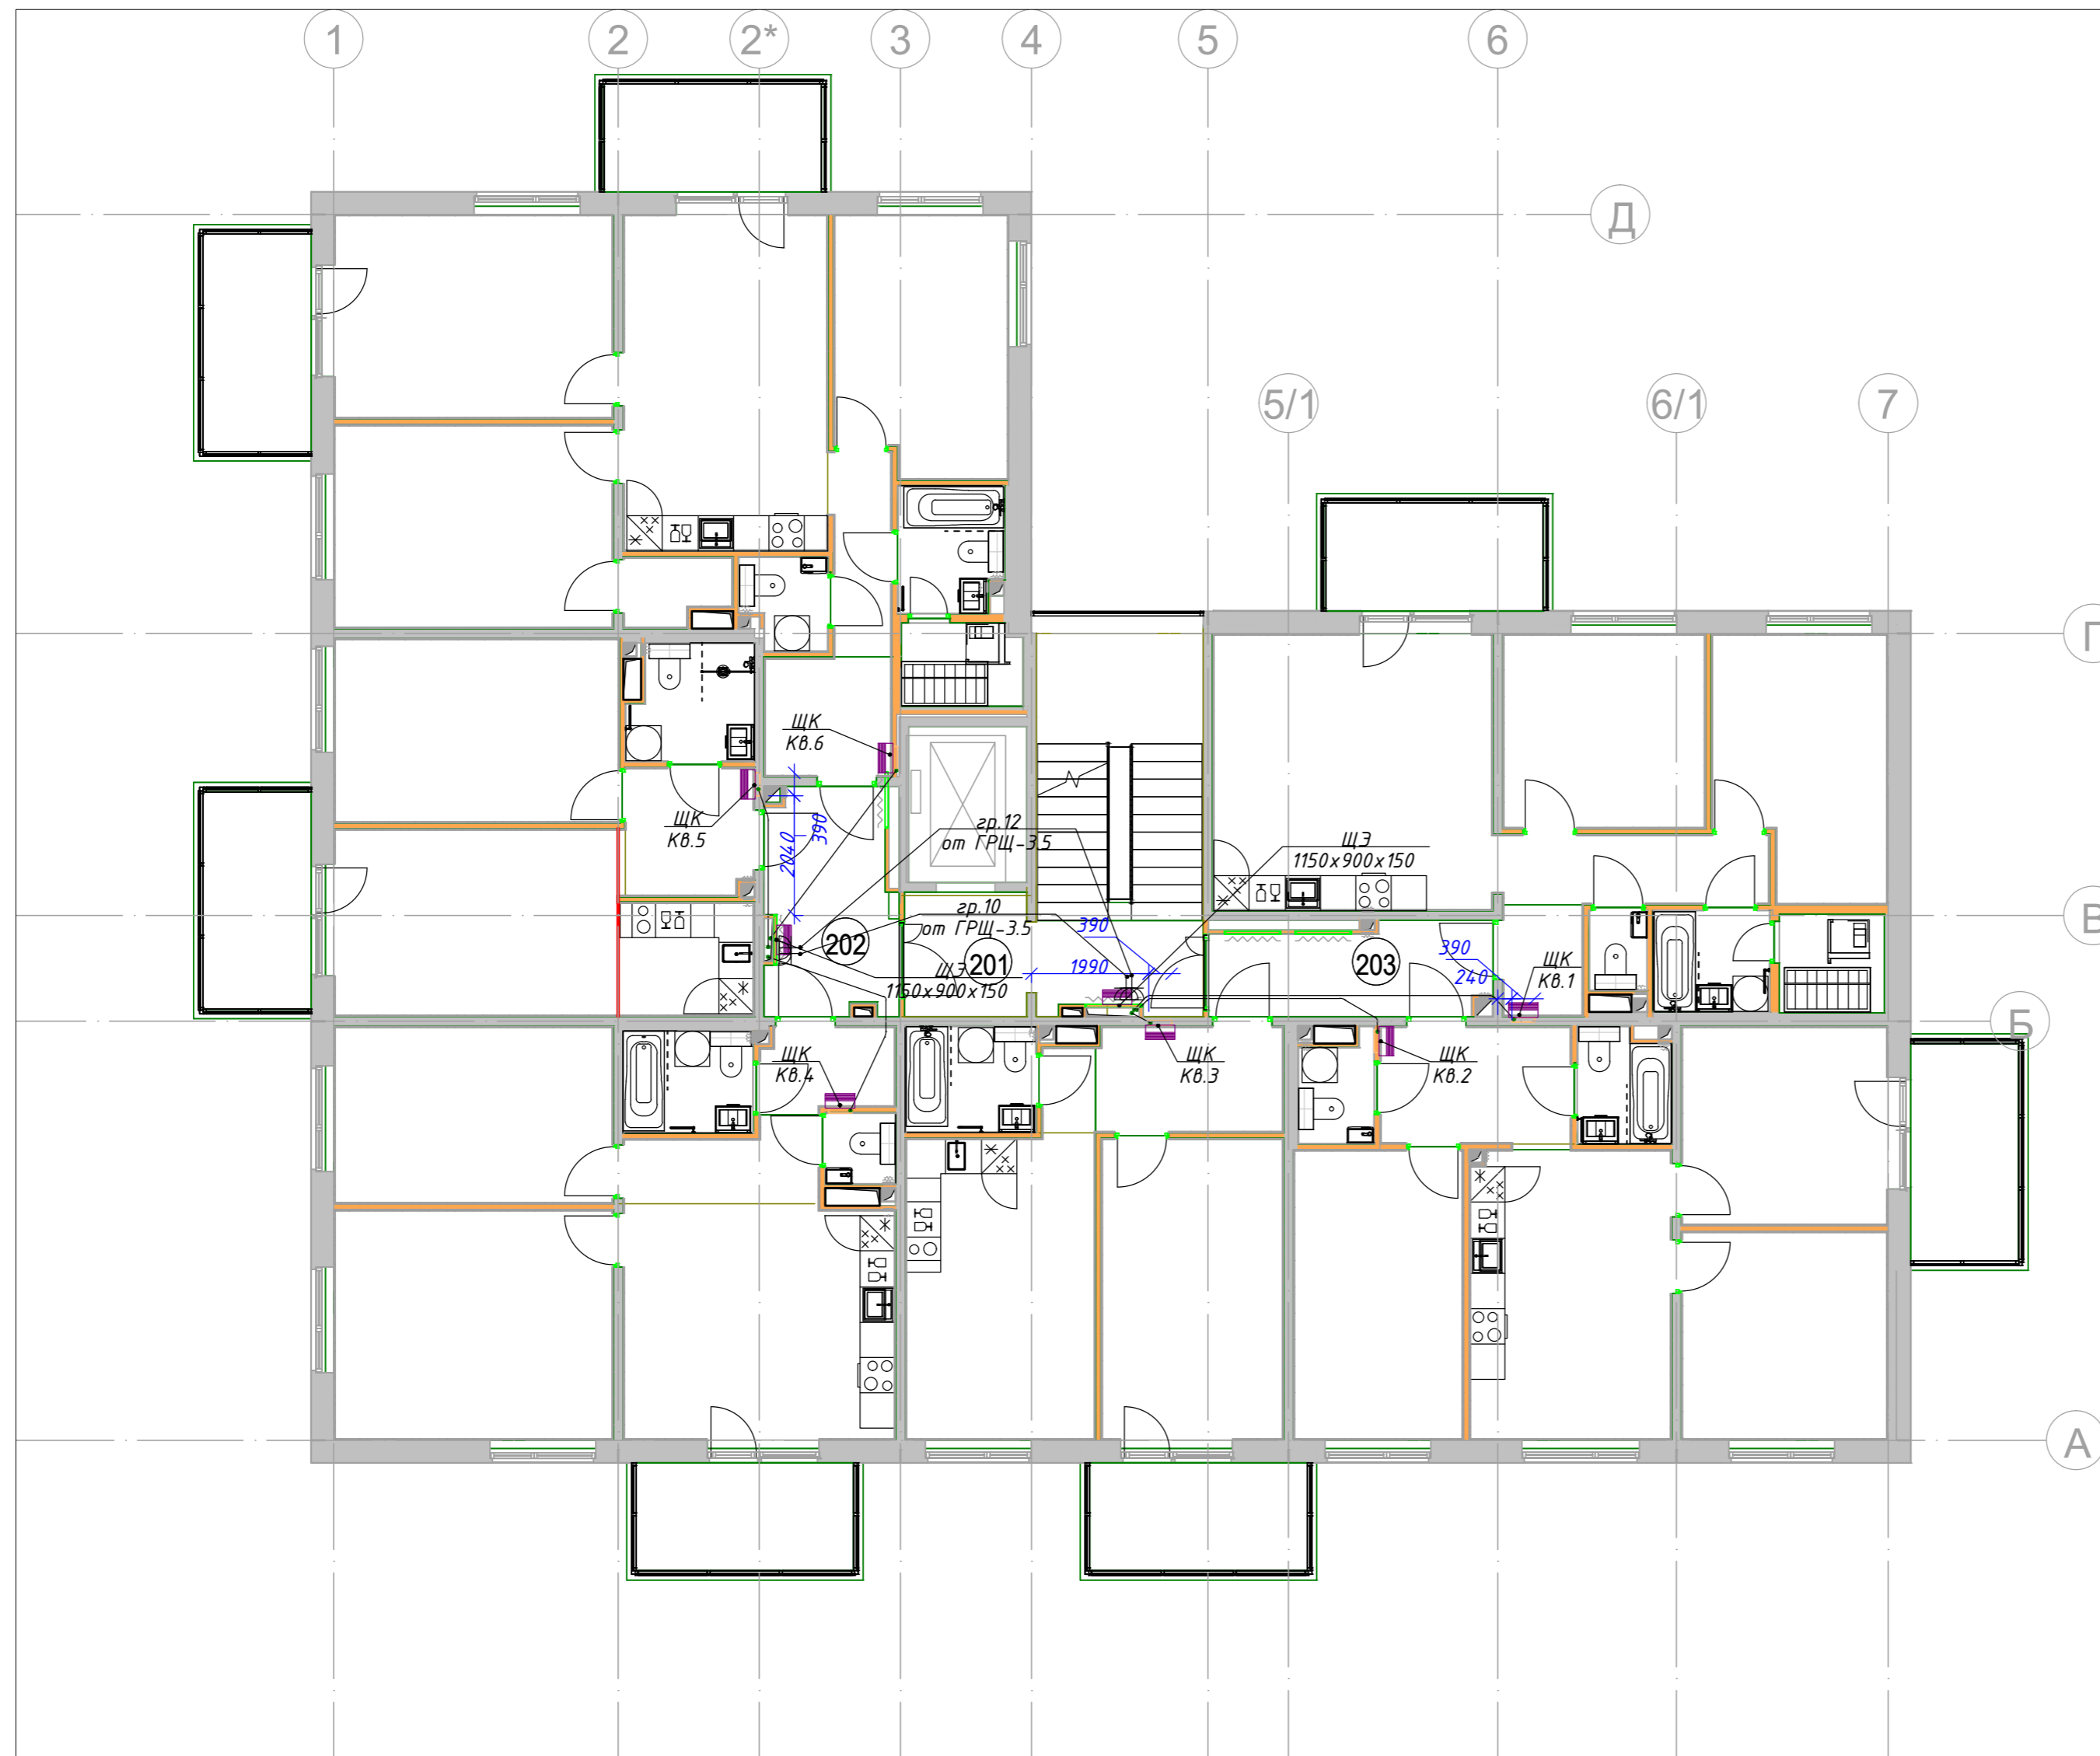 1
2
2*
3
4
5
6
Д
5/1
6/1
7
Г
ЩК
Кв.6
ЩК
Кв.5
2040
390
гр.12
от ГРЩ-3.5
ЩЭ
1150х900х150
гр.10
от ГРЩ-3.5
390
В
202
201
203
1990
390
240
ЩК
Кв.1
ЩЭ
1150х900х150
Б
ЩК
Кв.4
ЩК
Кв.3
ЩК
Кв.2
А